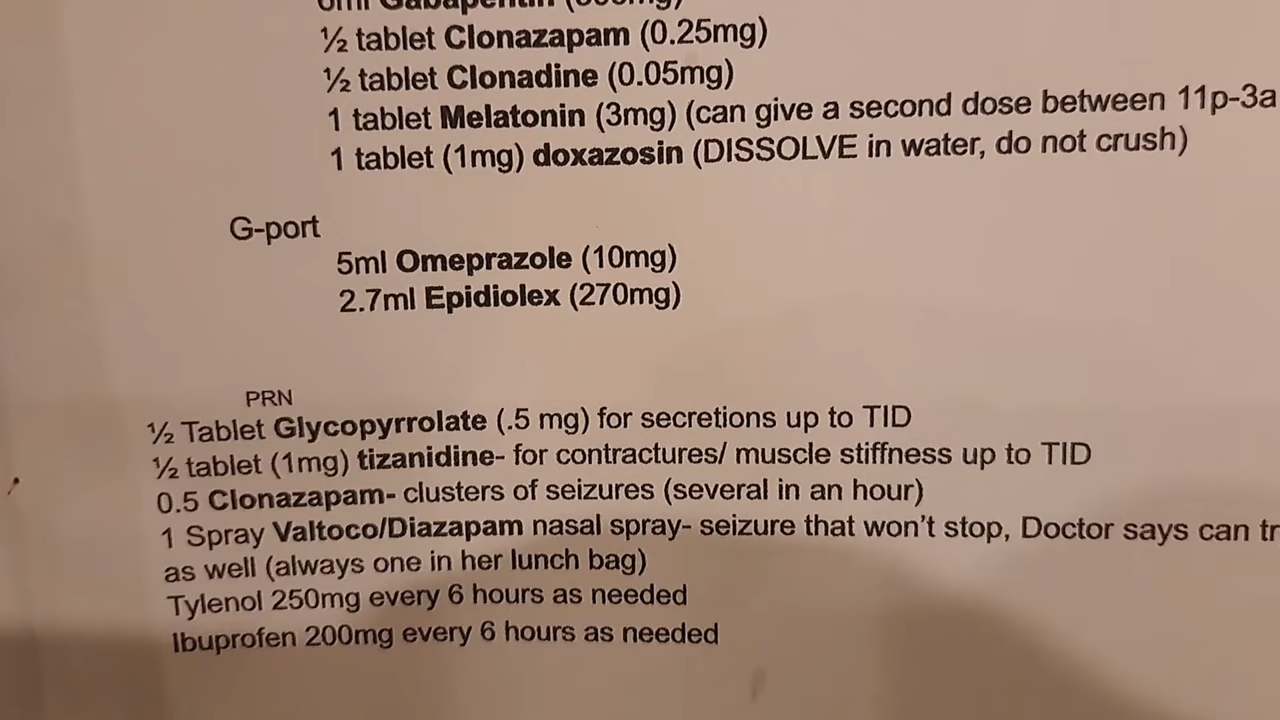 Gabapentin
½ tablet Clonazapam (0.25mg)
½ tablet Clonadine (0.05mg)
1 tablet Melatonin (3mg) (can give a second dose between 11p-3a
1 tablet (1mg) doxazosin (DISSOLVE in water, do not crush)
G-port
5ml Omeprazole (10mg)
2.7ml Epidiolex (270mg)
PRN
½ Tablet Glycopyrrolate (.5 mg) for secretions up to TID
½ tablet (1mg) tizanidine- for contractures/ muscle stiffness up to TID
0.5 Clonazapam- clusters of seizures (several in an hour)
1 Spray Valtoco/Diazapam nasal spray- seizure that won't stop, Doctor says can
as well (always one in her lunch bag)
Tylenol 250mg every 6 hours as needed
Ibuprofen 200mg every 6 hours as needed